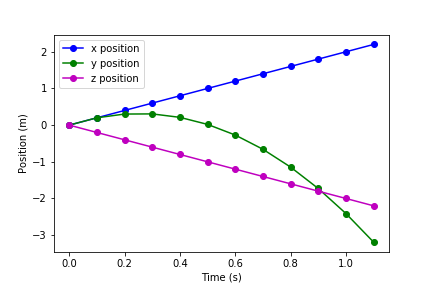 x position
y position
z position
Position (m)
2
1
0
−1
−2
−3
0.0 0.2 0.4 0.6 0.8 1.0
Time (s)